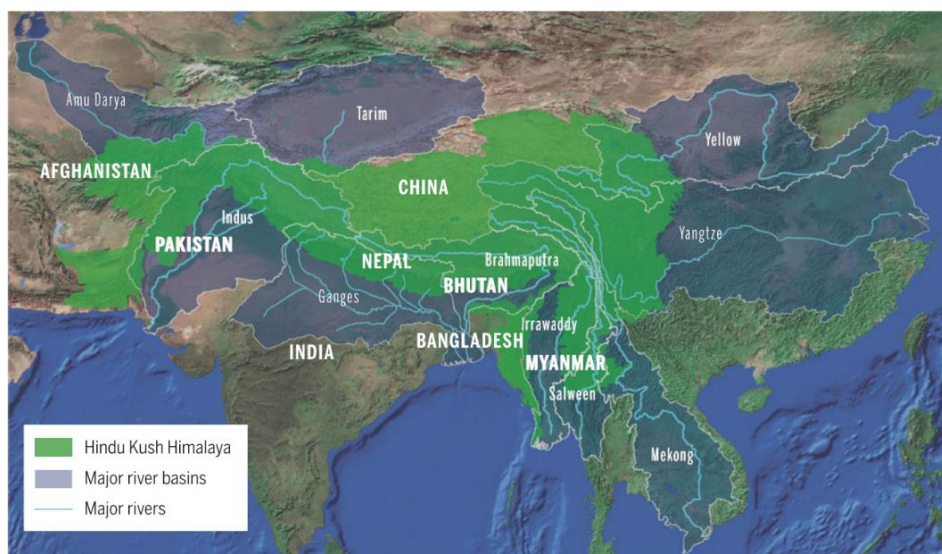 Amu Darya
Tarim
Yellow
AFGHANISTAN
CHINA
Indus
PAKISTAN
Yangtze
NEPAL
Brahmaputra
BHUTAN
Ganges
Irrawaddy
BANGLADESH
INDIA
MYANMAR
Salween
Mekong
Hindu Kush Himalaya
Major river basins
Major rivers